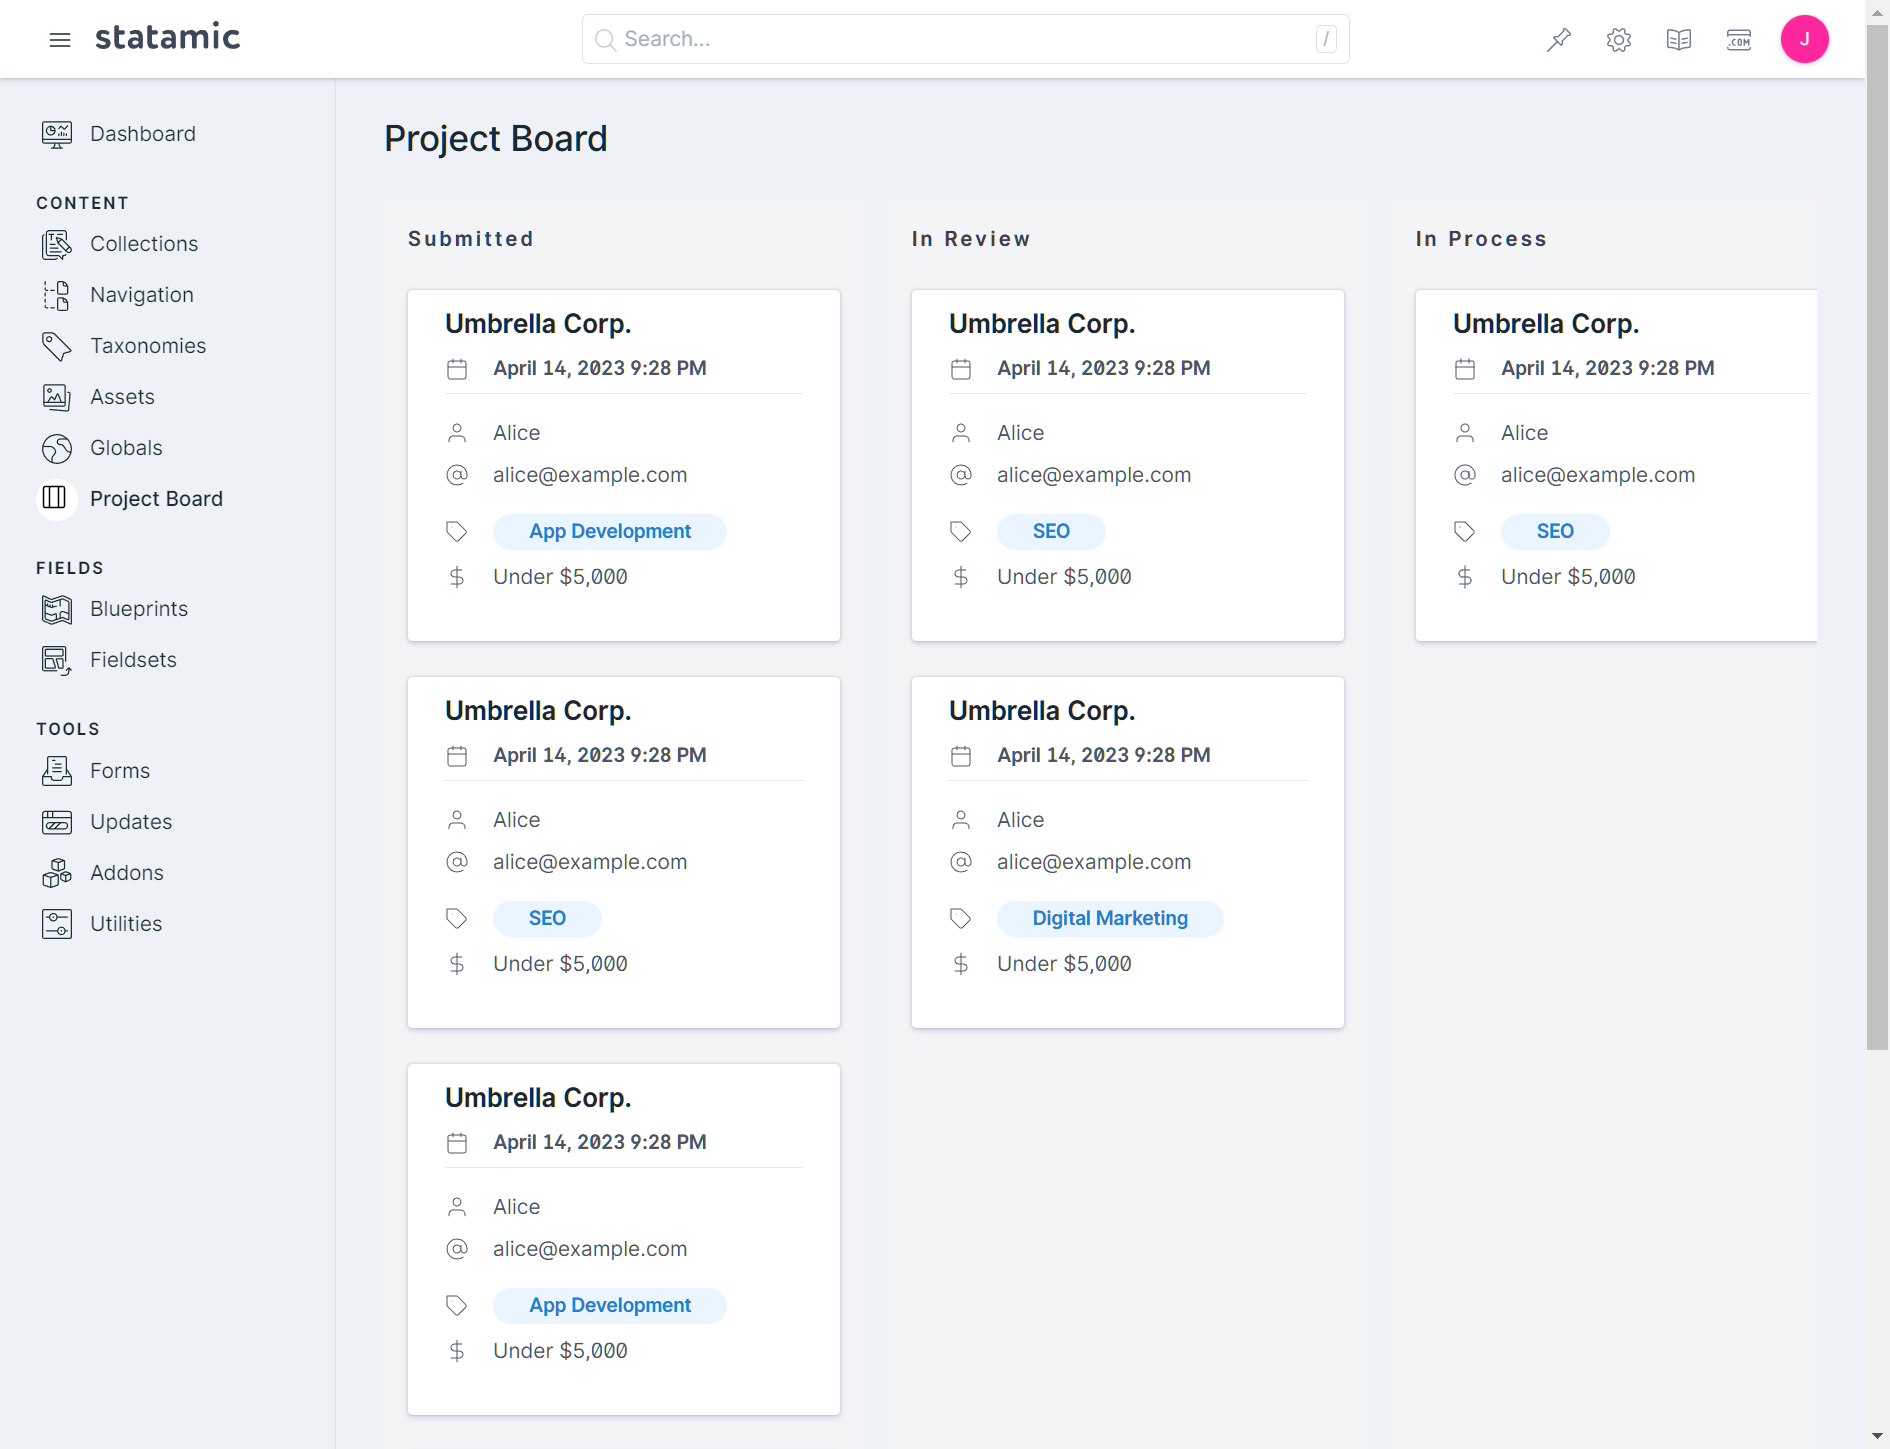 statamic
Search...
/
.COM
J
Dashboard
CONTENT
Collections
Navigation
Taxonomies
Assets
Globals
Project Board
FIELDS
Blueprints
Fieldsets
TOOLS
Forms
Updates
Addons
Utilities
Project Board
Submitted
Umbrella Corp.
April 14, 2023 9:28 PM
Alice
@ alice@example.com
App Development
$ Under $5,000
Umbrella Corp.
April 14, 2023 9:28 PM
Alice
@ alice@example.com
SEO
$ Under $5,000
Umbrella Corp.
April 14, 2023 9:28 PM
Alice
@ alice@example.com
App Development
$ Under $5,000
In Review
Umbrella Corp.
April 14, 2023 9:28 PM
Alice
@ alice@example.com
SEO
$ Under $5,000
Umbrella Corp.
April 14, 2023 9:28 PM
Alice
@ alice@example.com
Digital Marketing
$ Under $5,000
In Process
Umbrella Corp.
April 14, 2023 9:28 PM
Alice
@ alice@example.com
SEO
$ Under $5,000